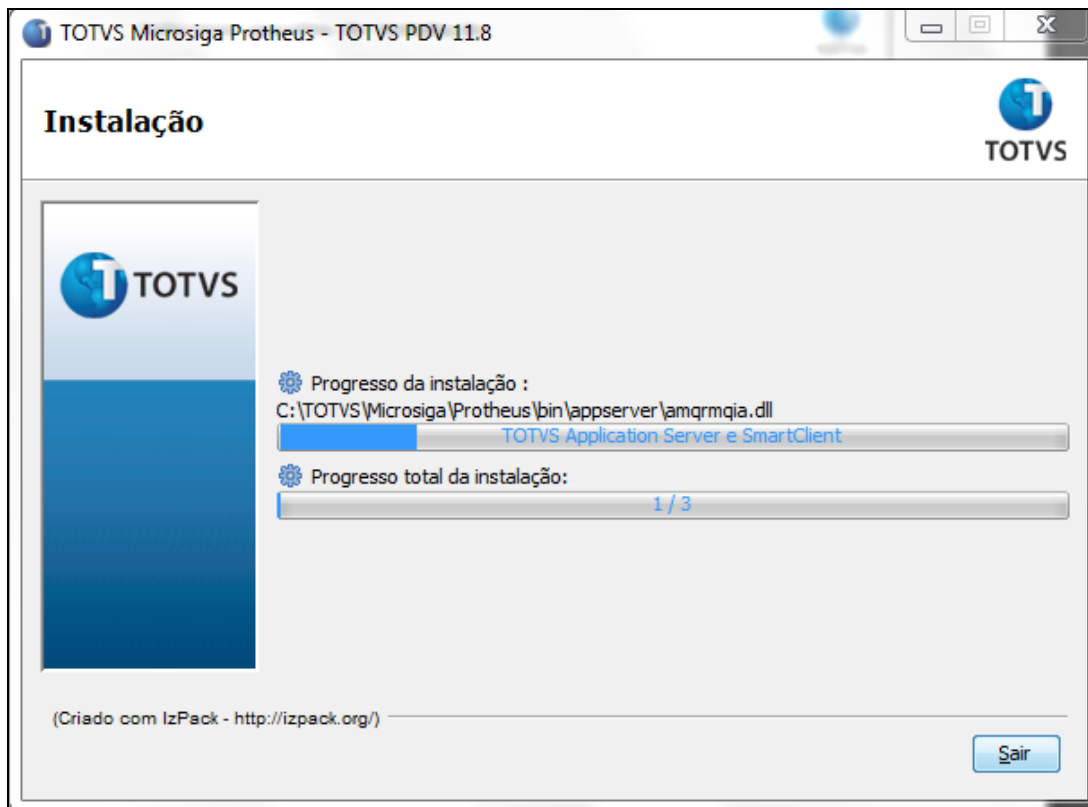 TOTVS Microsiga Protheus - TOTVS PDV 11.8
Instalação
TOTVS
TOTVS
Progresso da instalação :
C:\TOTVS\Microsiga\Protheus\bin\appserver\amqrmqia.dll
TOTVS Application Server e SmartClient
Progresso total da instalação:
1 / 3
(Criado com IzPack - http://izpack.org/)
Sair